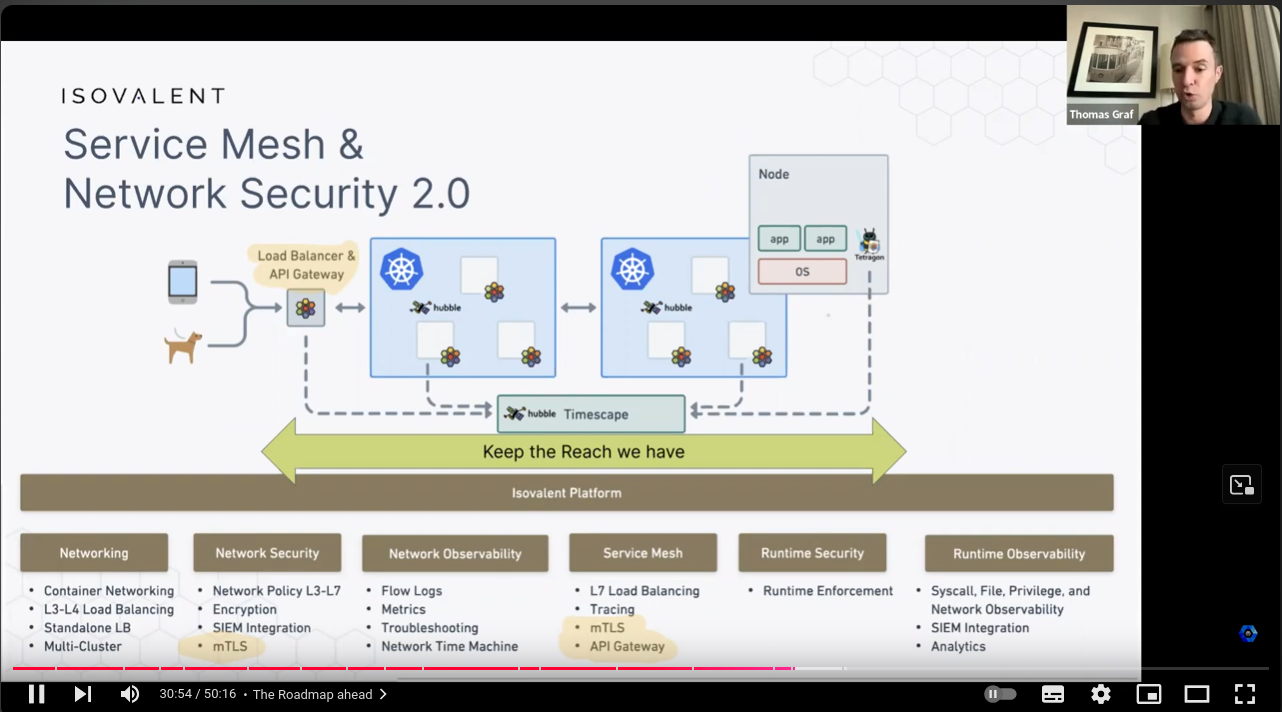 Thomas Graf
ISOVALENT
Service Mesh &
Network Security 2.0
Node
app
app
Tetragon
OS
Load Balancer &
API Gateway
hubble
hubble
hubble Timescape
Keep the Reach we have
Isovalent Platform
Networking
• Container Networking
• L3-L4 Load Balancing
• Standalone LB
• Multi-Cluster
Network Security
• Network Policy L3-L7
• Encryption
• SIEM Integration
• mTLS
Network Observability
• Flow Logs
• Metrics
• Troubleshooting
• Network Time Machine
Service Mesh
• L7 Load Balancing
• Tracing
• mTLS
• API Gateway
Runtime Security
• Runtime Enforcement
Runtime Observability
• Syscall, File, Privilege, and
Network Observability
• SIEM Integration
• Analytics
30:54 / 50:16 • The Roadmap ahead